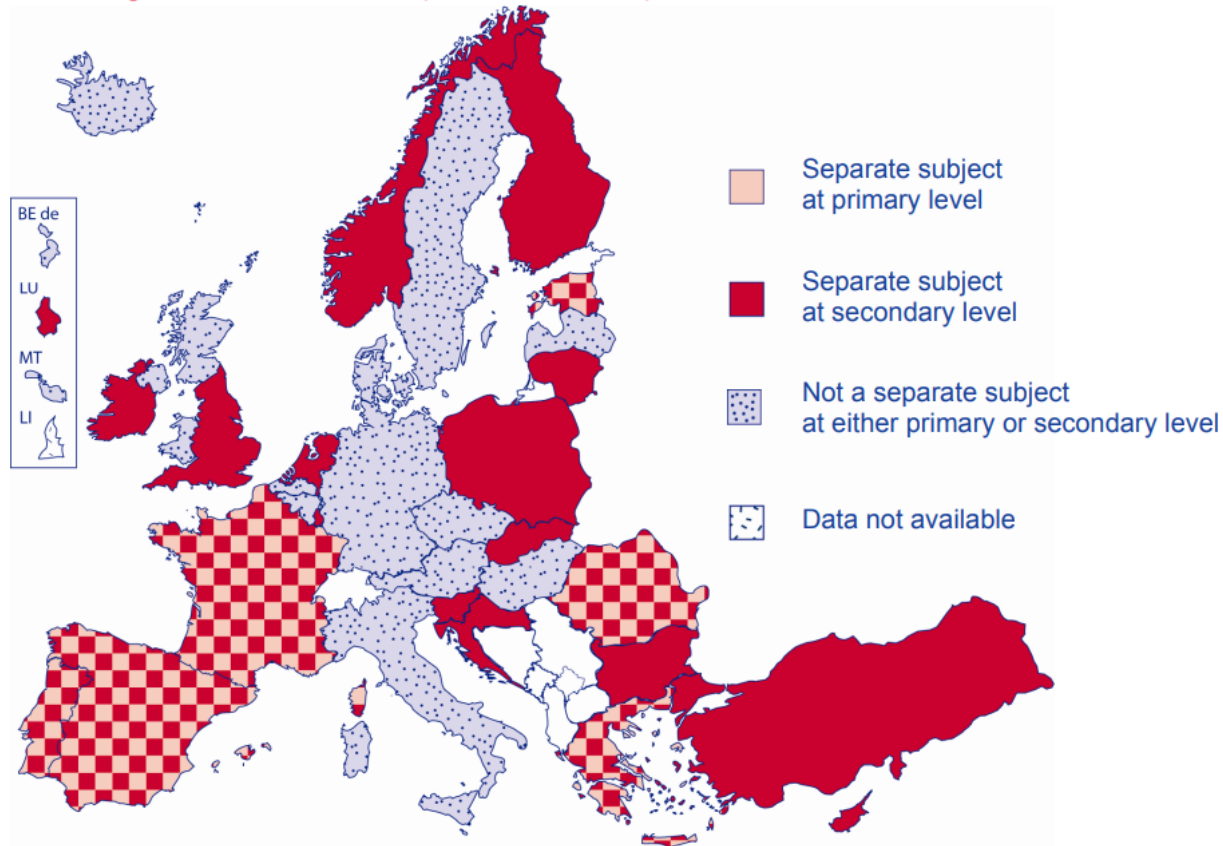 BE de
LU
MT
LI
Separate subject
at primary level
Separate subject
at secondary level
Not a separate subject
at either primary or secondary level
Data not available